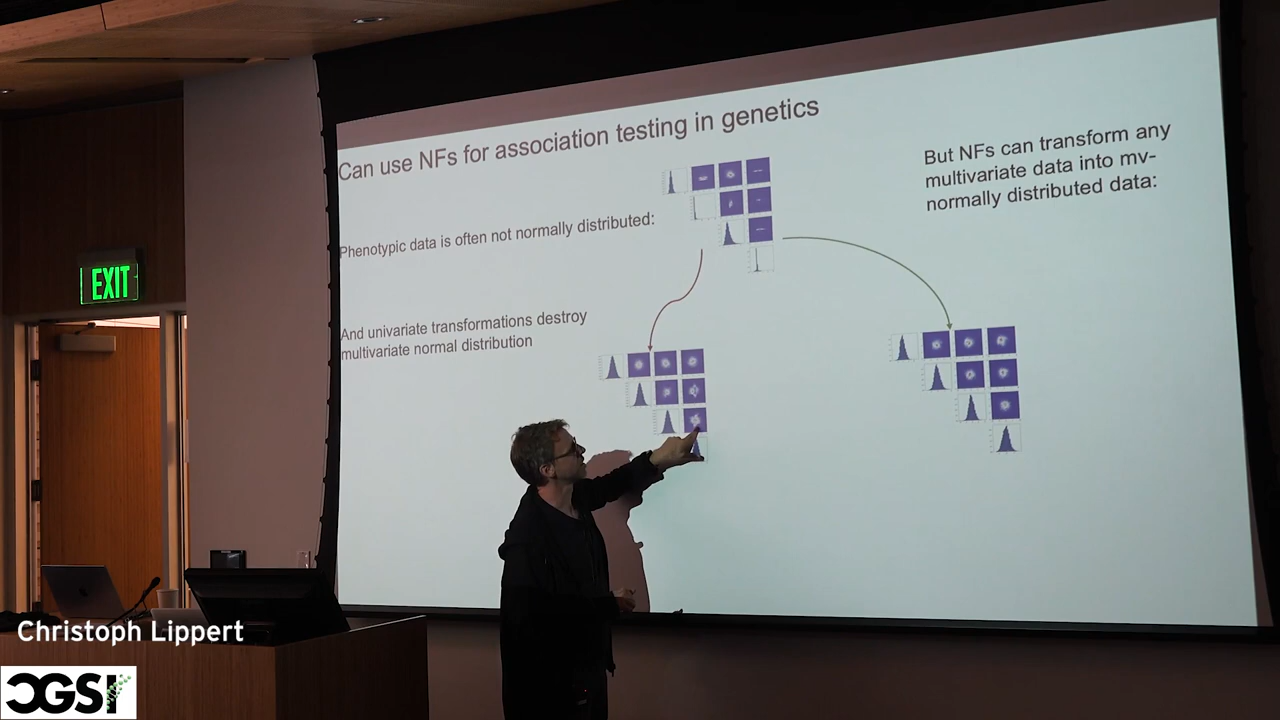 Can use NFs for association testing in genetics
Phenotypic data is often not normally distributed:
And univariate transformations destroy
multivariate normal distribution
But NFs can transform any
multivariate data into mv-
normally distributed data:
EXIT
Christoph Lippert
CGSI